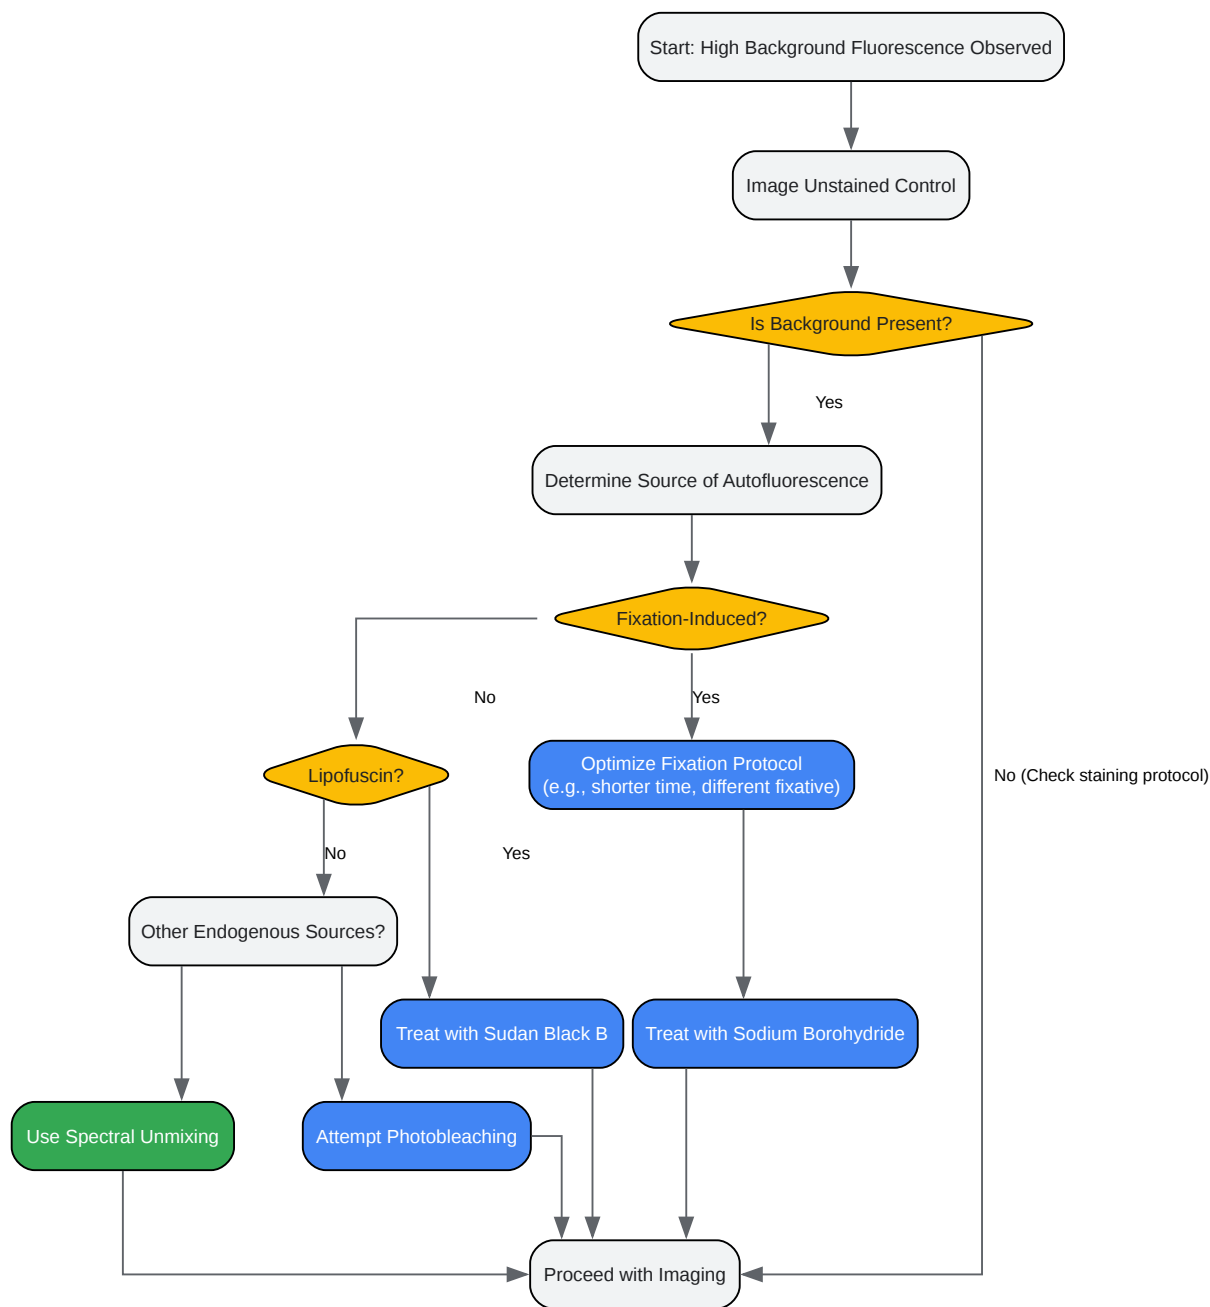 Start: High Background Fluorescence Observed
Image Unstained Control
Is Background Present?
Yes
Determine Source of Autofluorescence
Fixation-Induced?
No
Yes
Lipofuscin?
Optimize Fixation Protocol
(e.g., shorter time, different fixative)
No (Check staining protocol)
No
Yes
Other Endogenous Sources?
Treat with Sudan Black B
Treat with Sodium Borohydride
Use Spectral Unmixing
Attempt Photobleaching
Proceed with Imaging